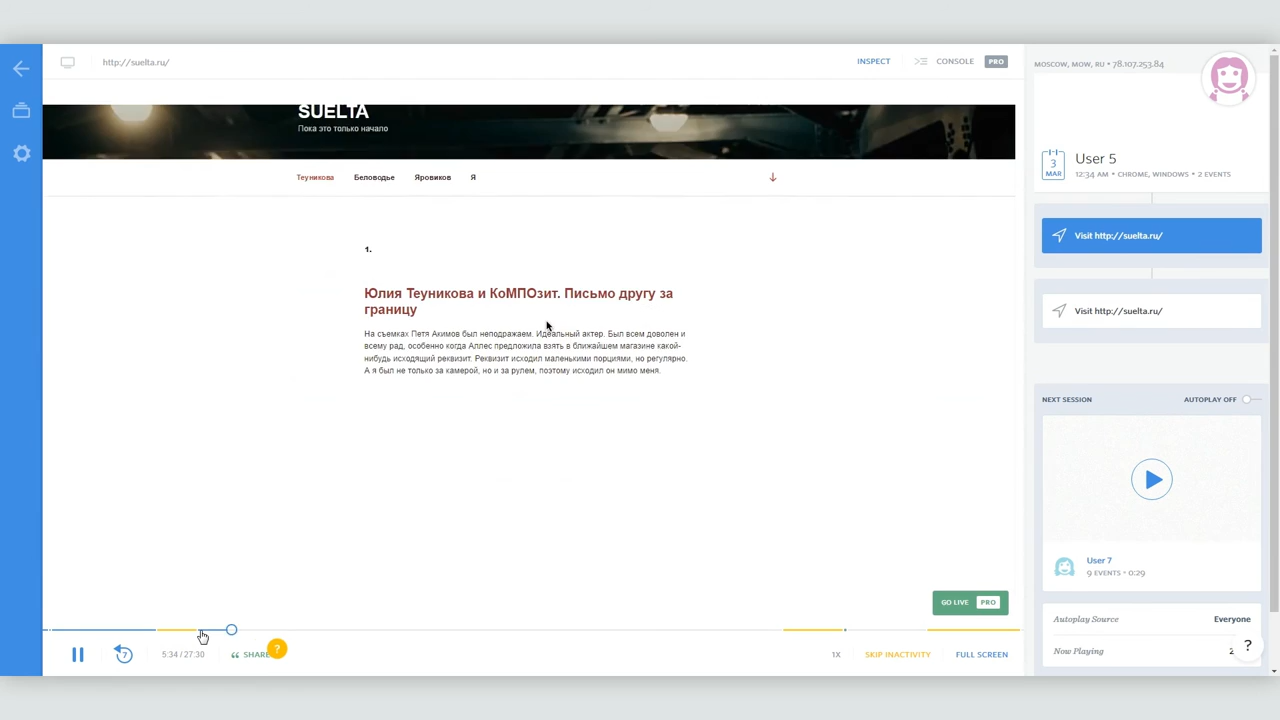 http://suelta.ru/
INSPECT
CONSOLE
PRO
MOSCOW, MOW, RU • 78.107.253.84
SUELTA
Пока это только начало
Теуникова
Беловодье
Яровиков
Я
3
MAR
User 5
12:34 AM • CHROME, WINDOWS • 2 EVENTS
Visit http://suelta.ru/
Visit http://suelta.ru/
1.
Юлия Теуникова и КоМПОзит. Письмо другу за
границу
На съемках Петя Акимов был неподражаем. Идеальный актер. Был всем доволен и
всему рад, особенно когда Аллес предложила взять в ближайшем магазине какой-
нибудь исходящий реквизит. Реквизит исходил маленькими порциями, но регулярно.
А я был не только за камерой, но и за рулем, поэтому исходил он мимо меня.
NEXT SESSION
AUTOPLAY OFF
User 7
9 EVENTS • 0:29
GO LIVE
PRO
Autoplay Source
Everyone
Now Playing
2
?
7
5:34 / 27:30
SHARE
?
1X
SKIP INACTIVITY
FULL SCREEN